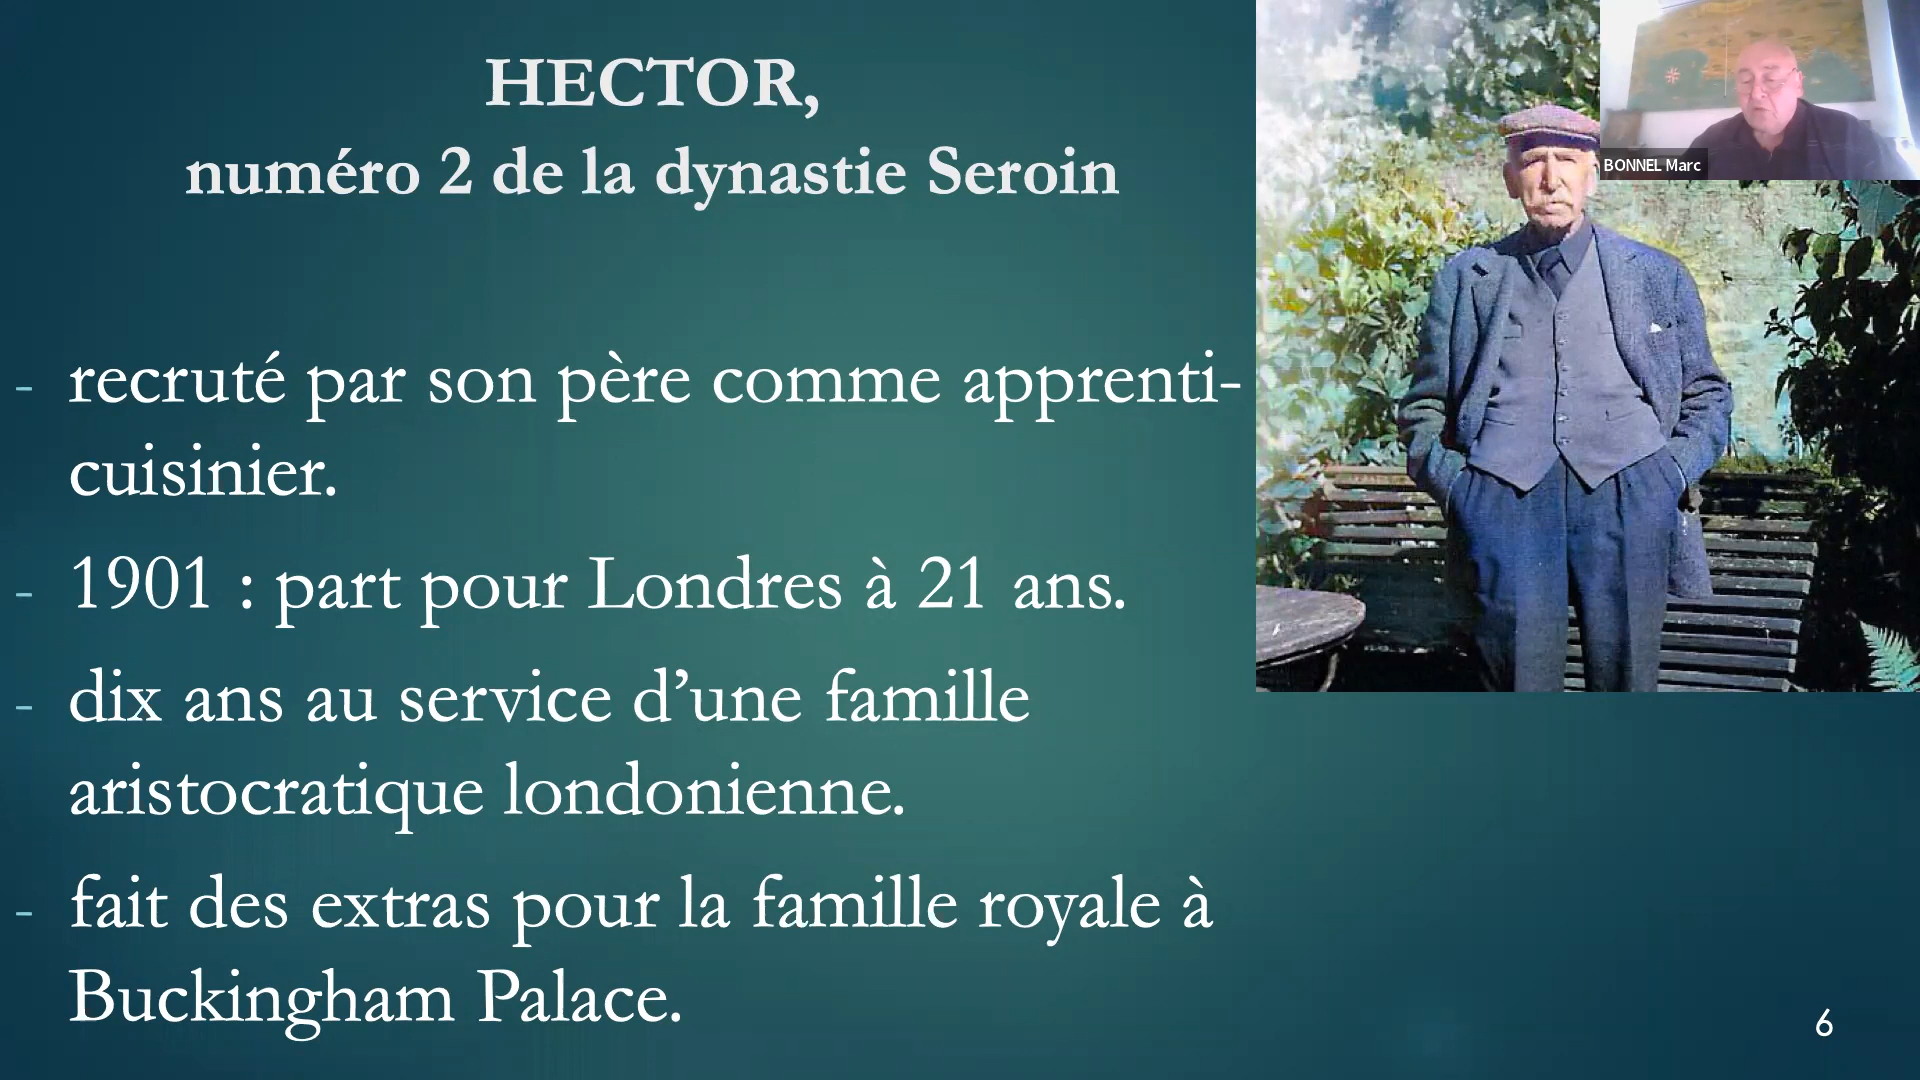 HECTOR,
numéro 2 de la dynastie Seroin
BONNEL Marc
- recruté par son père comme apprenti-
cuisinier.
- 1901 : part pour Londres à 21 ans.
- dix ans au service d’une famille
aristocratique londonienne.
- fait des extras pour la famille royale à
Buckingham Palace.
6